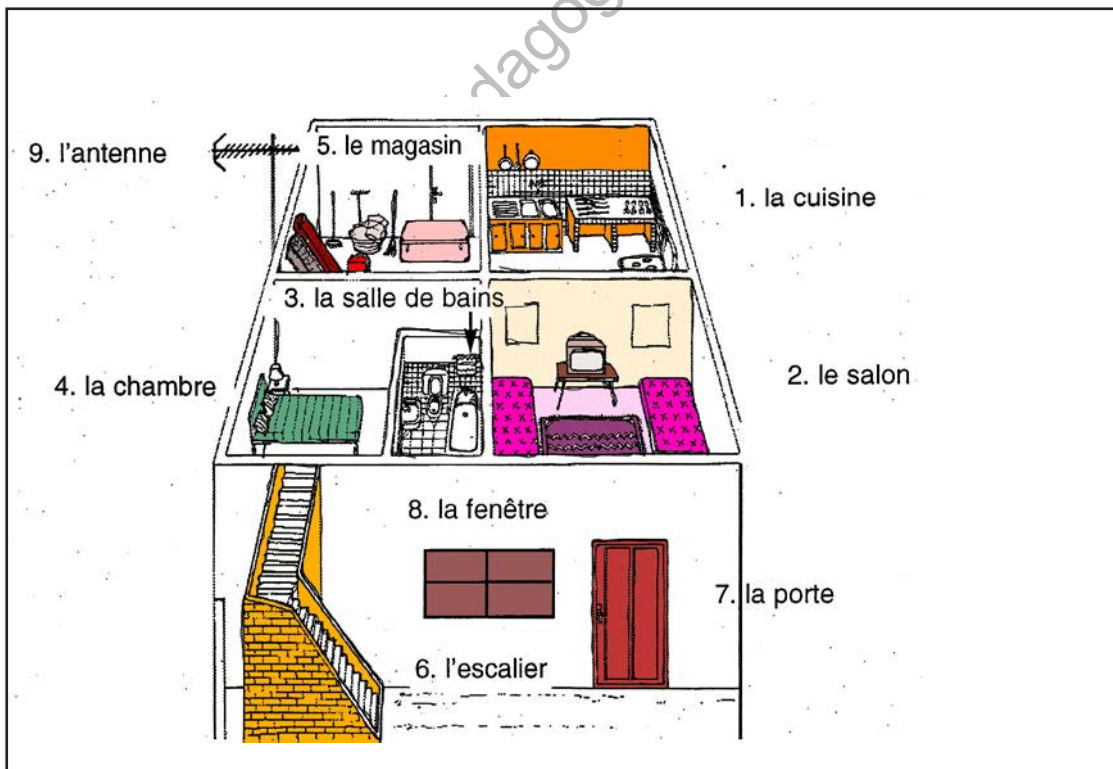 dagog
9. l'antenne
5. le magasin
1. la cuisine
3. la salle de bains
4. la chambre
2. le salon
8. la fenêtre
7. la porte
6. l'escalier